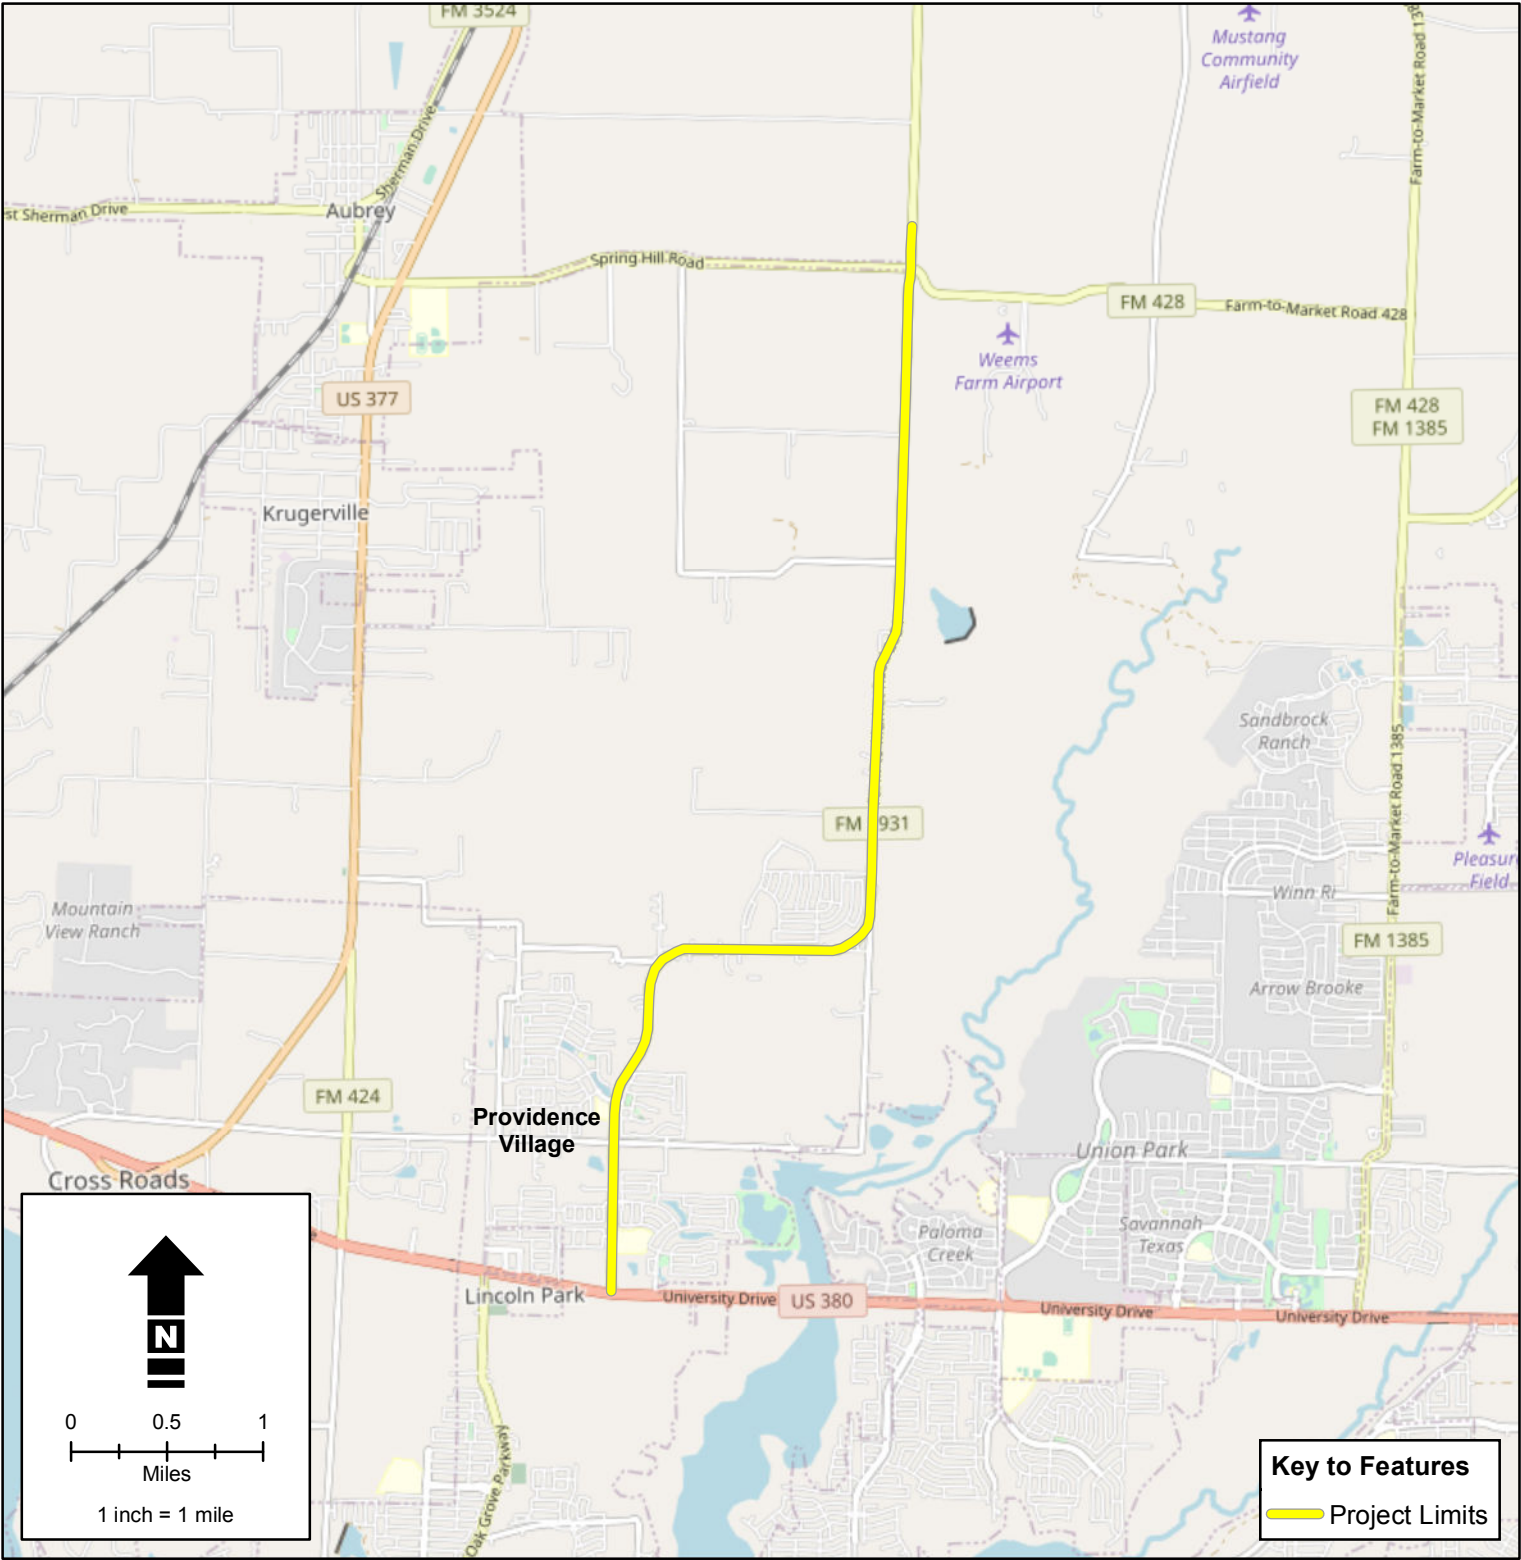 FM 3524
Mustang
Community
Airfield
Farm-to-Market Road 138
Sherman Drive
st Sherman Drive
Aubrey
Spring Hill Road
FM 428
Farm-to-Market Road 428
Weems
Farm Airport
US 377
FM 428
FM 1385
Krugerville
Sandbrock
Ranch
Farm-to-Market Road 1385
FM 931
Pleasur
Field
Winn Ri
Mountain
View Ranch
FM 1385
Arrow Brooke
FM 424
Providence
Village
Union Park
Cross Roads
Paloma
Creek
Savannah
Texas
Lincoln Park
University Drive
US 380
University Drive
University Drive
Oak Grove Parkway
N
0 0.5 1
Miles
1 inch = 1 mile
Key to Features
Project Limits